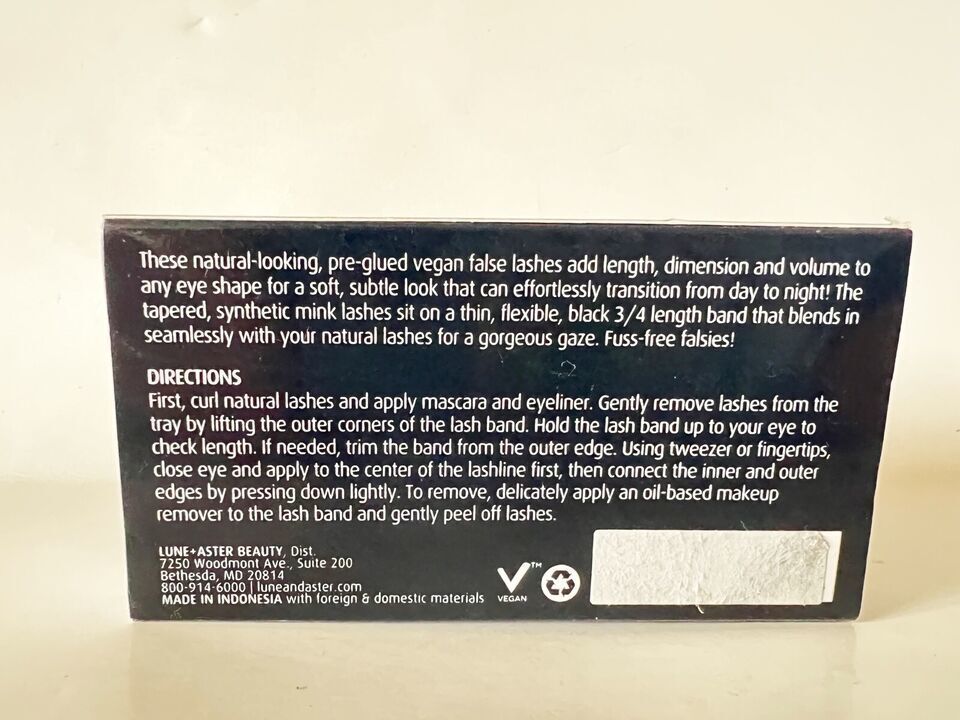 These natural-looking, pre-glued vegan false lashes add length, dimension and volume to
any eye shape for a soft, subtle look that can effortlessly transition from day to night! The
tapered, synthetic mink lashes sit on a thin, flexible, black 3/4 length band that blends in
seamlessly with your natural lashes for a gorgeous gaze. Fuss-free falsies!
DIRECTIONS
First, curl natural lashes and apply mascara and eyeliner. Gently remove lashes from the
tray by lifting the outer corners of the lash band. Hold the lash band up to your eye to
check length. If needed, trim the band from the outer edge. Using tweezer or fingertips,
close eye and apply to the center of the lashline first, then connect the inner and outer
edges by pressing down lightly. To remove, delicately apply an oil-based makeup
remover to the lash band and gently peel off lashes.
LUNE+ASTER BEAUTY, Dist.
7250 Woodmont Ave., Suite 200
Bethesda, MD 20814
800-914-6000 | luneandaster.com
MADE IN INDONESIA with foreign & domestic materials
V™
VEGAN